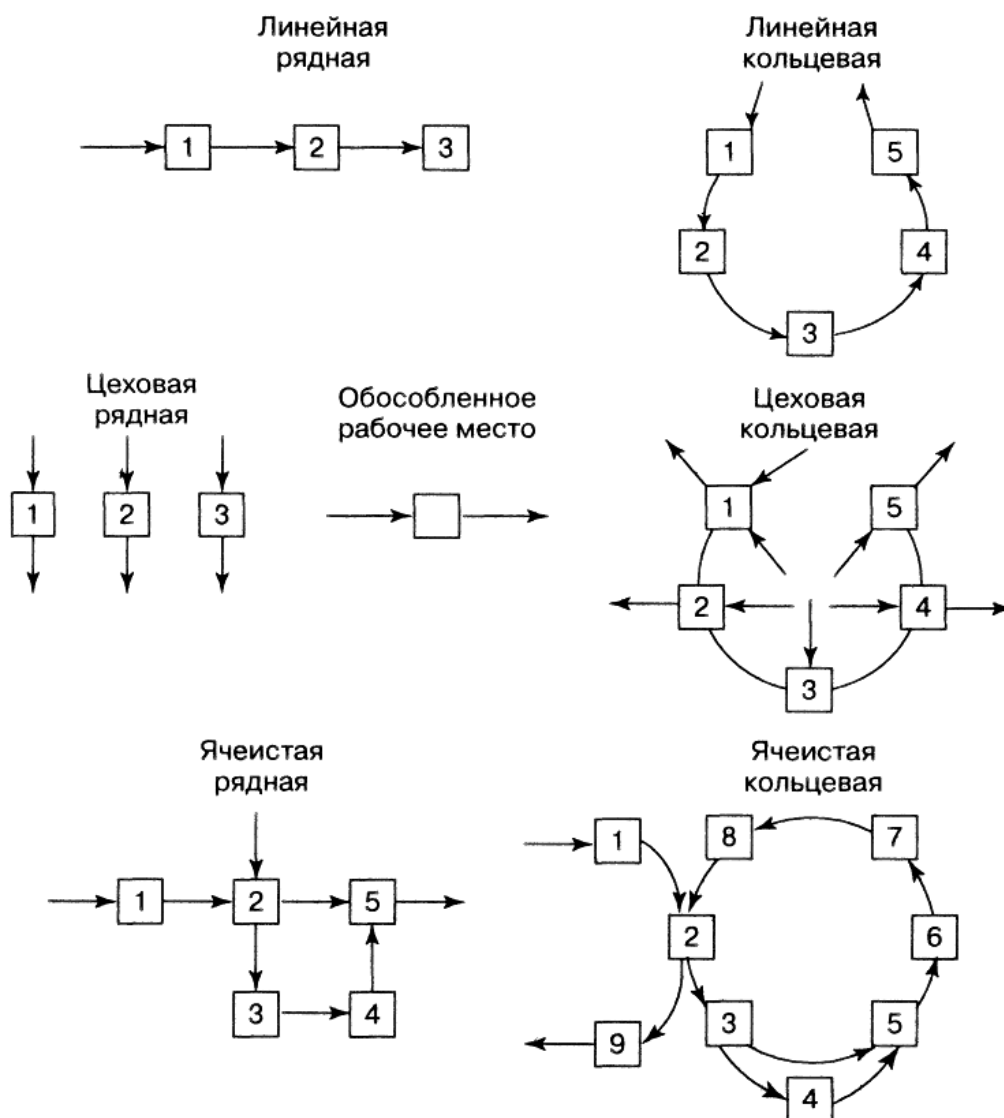 Линейная
рядная
1 2 3
Линейная
кольцевая
1 5
2 4
3
Цеховая
рядная
1 2 3
Обособленное
рабочее место
Цеховая
кольцевая
1 5
2 4
3
Ячеистая
рядная
1 2 5
3 4
Ячеистая
кольцевая
1 8 7
2 6
9 3 5
4